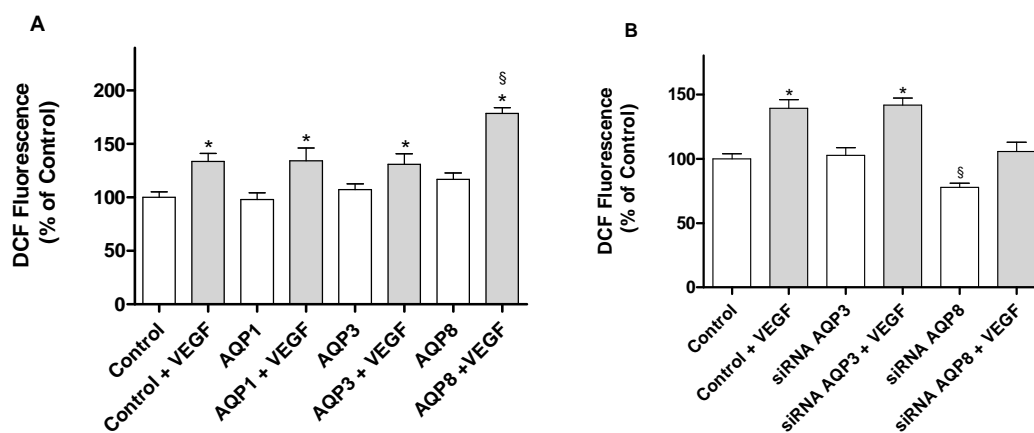 A
DCF Fluorescence
(% of Control)
200
150
100
50
0
§
*
*
*
*
Control
Control + VEGF
AQP1
AQP1 + VEGF
AQP3
AQP3 + VEGF
AQP8
AQP8 +VEGF
B
DCF Fluorescence
(% of Control)
150
100
50
0
*
*
§
Control
Control + VEGF
siRNA AQP3
siRNA AQP3 + VEGF
siRNA AQP8
siRNA AQP8 + VEGF